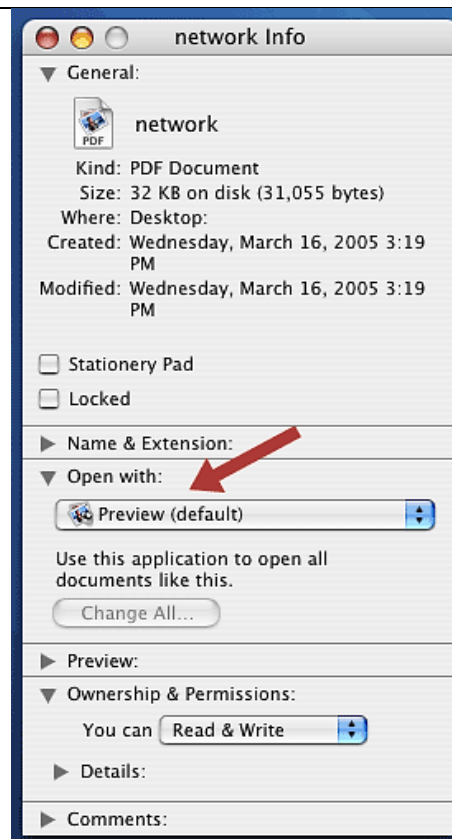 network Info
General:
PDF
network
Kind: PDF Document
Size: 32 KB on disk (31,055 bytes)
Where: Desktop:
Created: Wednesday, March 16, 2005 3:19
PM
Modified: Wednesday, March 16, 2005 3:19
PM
Stationery Pad
Locked
Name & Extension:
Open with:
Preview (default)
Use this application to open all
documents like this.
Change All...
Preview:
Ownership & Permissions:
You can Read & Write
Details:
Comments: